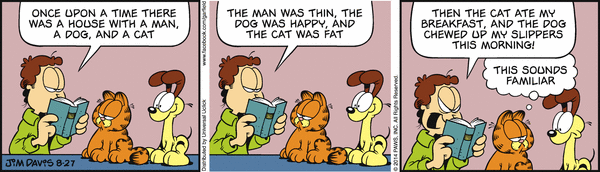 ONCE UPON A TIME THERE
WAS A HOUSE WITH A MAN,
A DOG, AND A CAT
JIM DAVIS 8-27
www.facebook.com/garfield
Distributed by Universal Uclick
THE MAN WAS THIN, THE
DOG WAS HAPPY, AND
THE CAT WAS FAT
© 2014 PAWS, INC. All Rights Reserved.
THEN THE CAT ATE MY
BREAKFAST, AND THE DOG
CHEWED UP MY SLIPPERS
THIS MORNING!
THIS SOUNDS
FAMILIAR